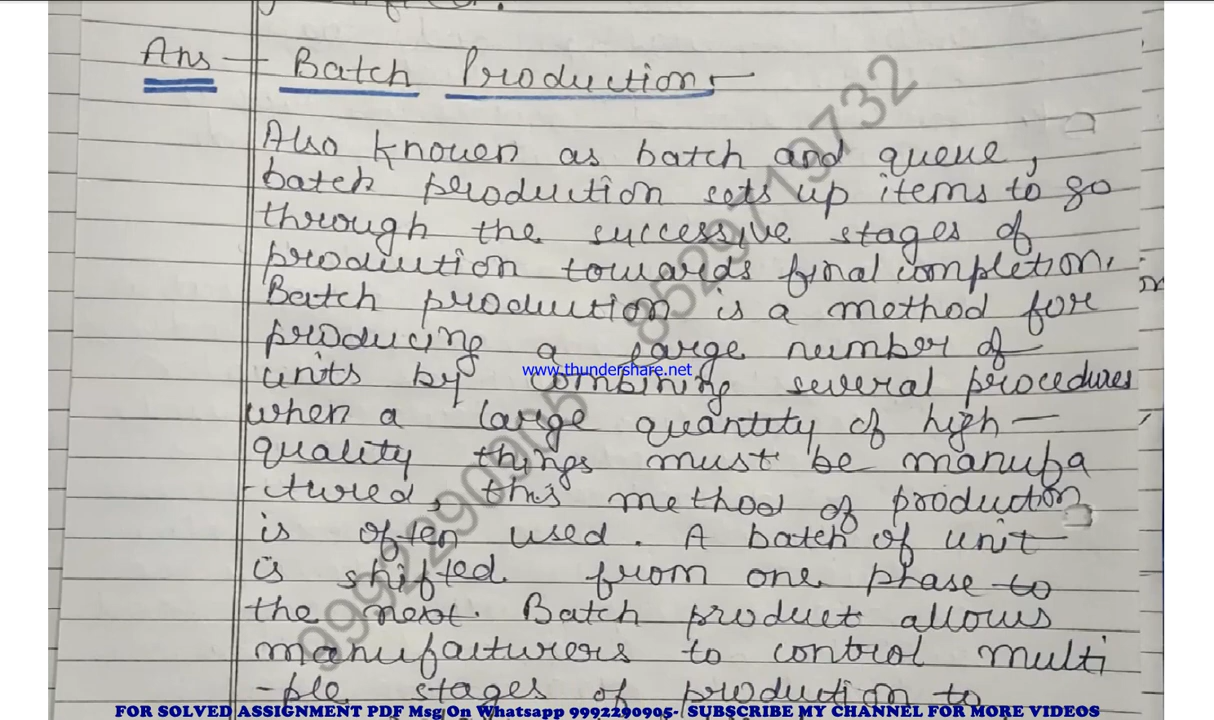 Ans - Batch Production -
Also known as batch and queue,
batch production sets up items to go
through the successive stages of
production towards final completion.
Batch production is a method for
producing a large number of
www.thundershare.net
units by combining several procedures
when a large quantity of high-
quality things must be manufa
-ctured, this method of production
is often used. A batch of unit
is shifted from one phase to
the next. Batch product allows
manufacturers to control multi
-ple stages of production to
8529719732
9992290905
FOR SOLVED ASSIGNMENT PDF Msg On Whatsapp 9992290905- SUBSCRIBE MY CHANNEL FOR MORE VIDEOS